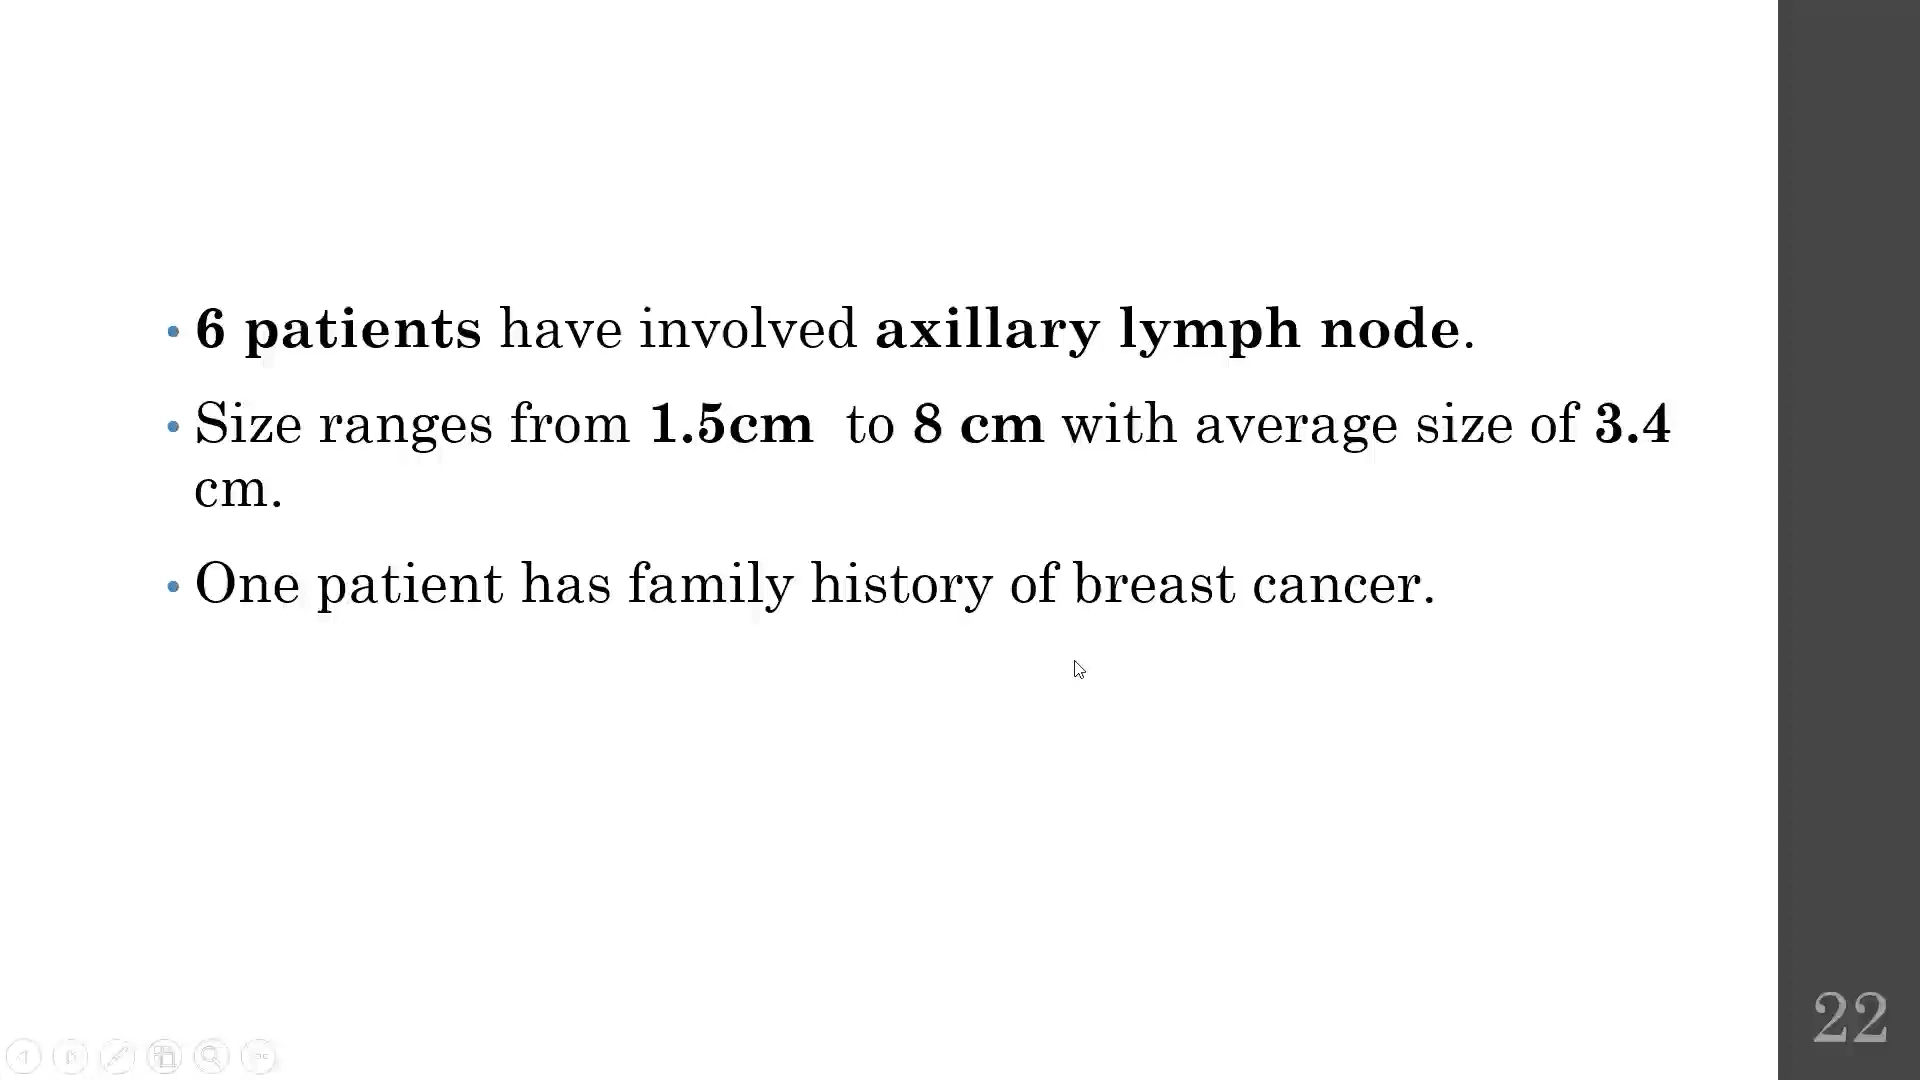 • 6 patients have involved axillary lymph node.
• Size ranges from 1.5cm  to 8 cm with average size of 3.4
cm.
• One patient has family history of breast cancer.
22